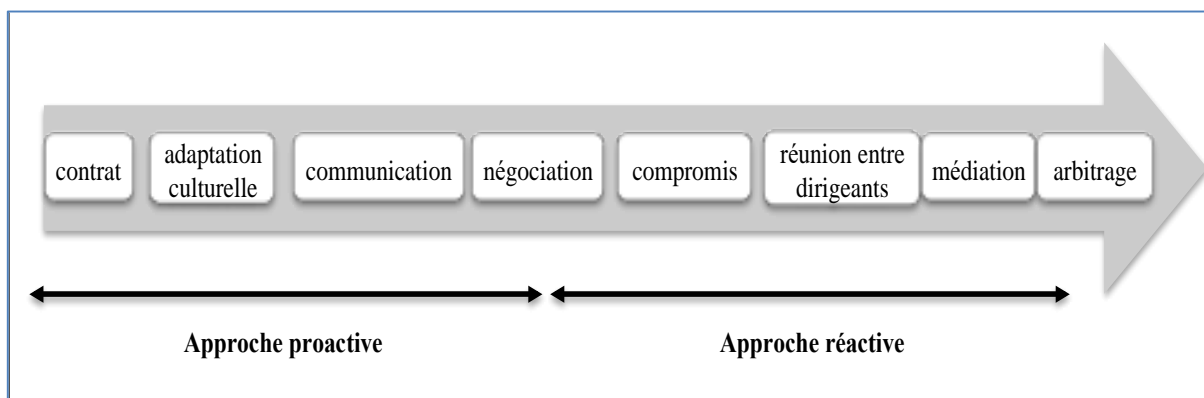 contrat
adaptation
culturelle
communication
négociation
compromis
réunion entre
dirigeants
médiation
arbitrage
Approche proactive
Approche réactive